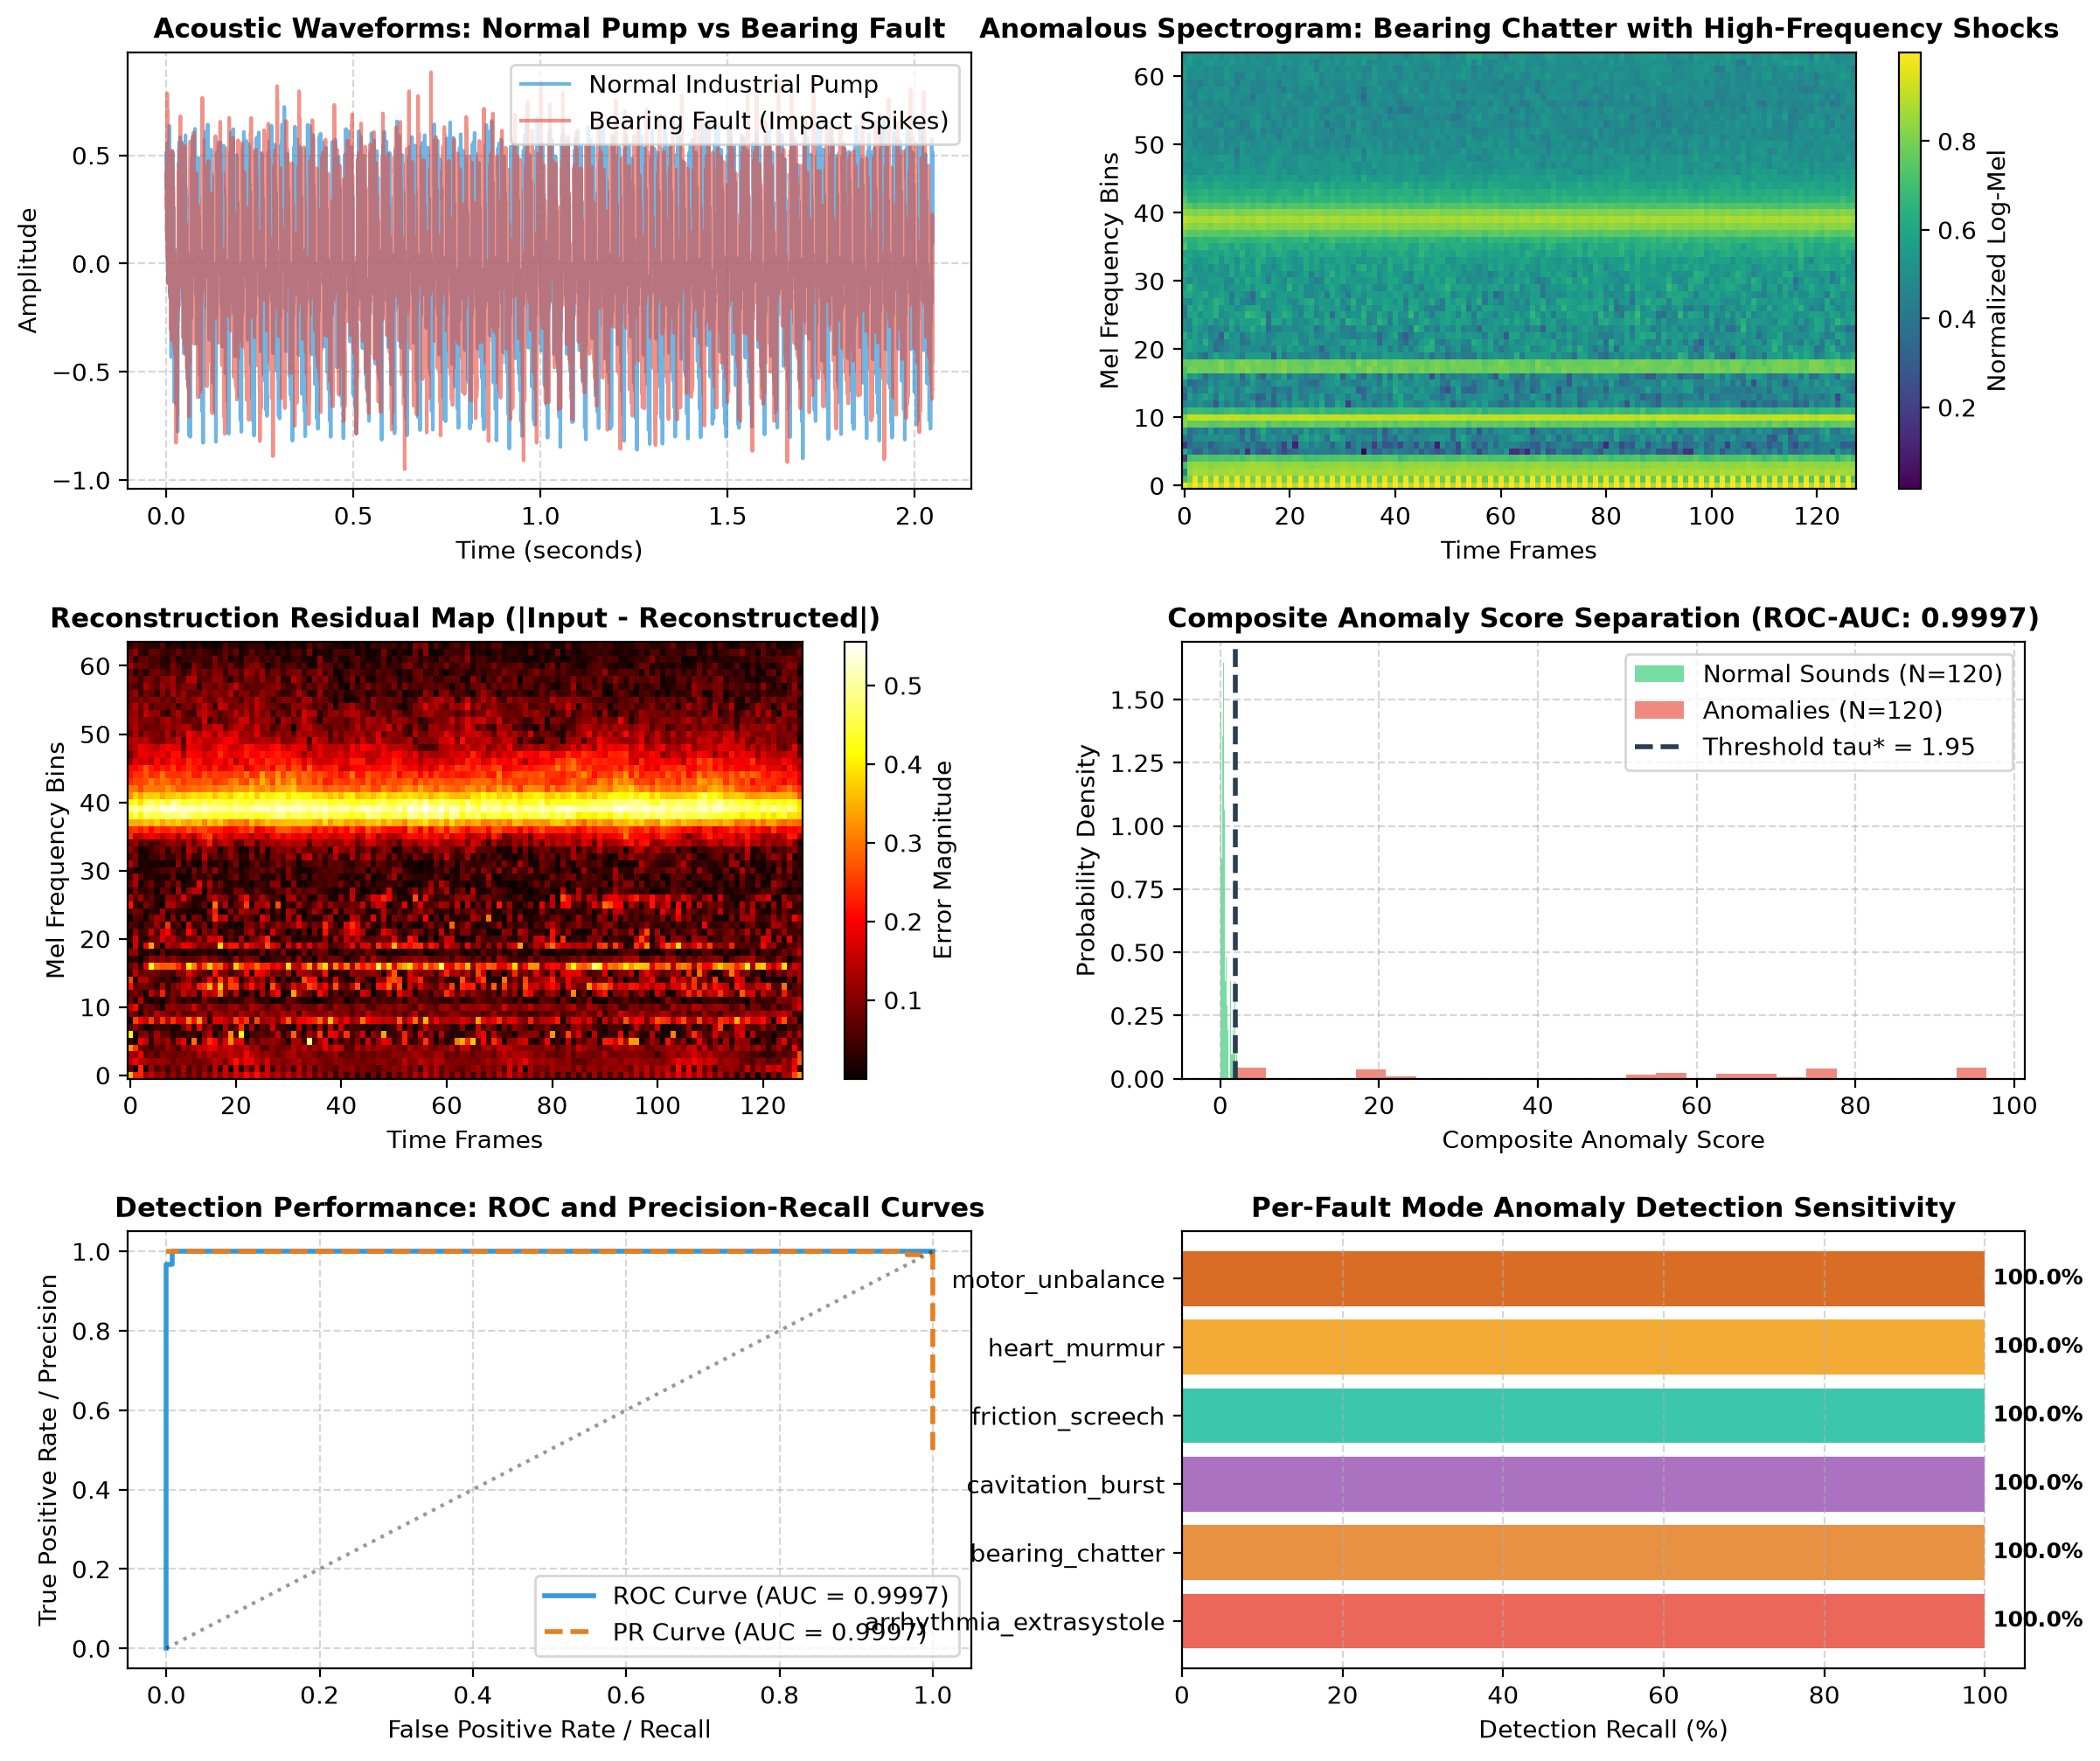 Acoustic Waveforms: Normal Pump vs Bearing Fault
Normal Industrial Pump
Bearing Fault (Impact Spikes)
Amplitude
0.5
0.0
−0.5
−1.0
0.0 0.5 1.0 1.5 2.0
Time (seconds)
Anomalous Spectrogram: Bearing Chatter with High-Frequency Shocks
Mel Frequency Bins
60
50
40
30
20
10
0
0 20 40 60 80 100 120
Time Frames
0.8
0.6
0.4
0.2
Normalized Log-Mel
Reconstruction Residual Map (|Input - Reconstructed|)
Mel Frequency Bins
60
50
40
30
20
10
0
0 20 40 60 80 100 120
Time Frames
0.5
0.4
0.3
0.2
0.1
Error Magnitude
Composite Anomaly Score Separation (ROC-AUC: 0.9997)
Normal Sounds (N=120)
Anomalies (N=120)
Threshold tau* = 1.95
Probability Density
1.50
1.25
1.00
0.75
0.50
0.25
0.00
0 20 40 60 80 100
Composite Anomaly Score
Detection Performance: ROC and Precision-Recall Curves
True Positive Rate / Precision
1.0
0.8
0.6
0.4
0.2
0.0
ROC Curve (AUC = 0.9997)
PR Curve (AUC = 0.9997)
0.0 0.2 0.4 0.6 0.8 1.0
False Positive Rate / Recall
Per-Fault Mode Anomaly Detection Sensitivity
motor_unbalance 100.0%
heart_murmur 100.0%
friction_screech 100.0%
cavitation_burst 100.0%
bearing_chatter 100.0%
arrhythmia_extrasystole 100.0%
0 20 40 60 80 100
Detection Recall (%)